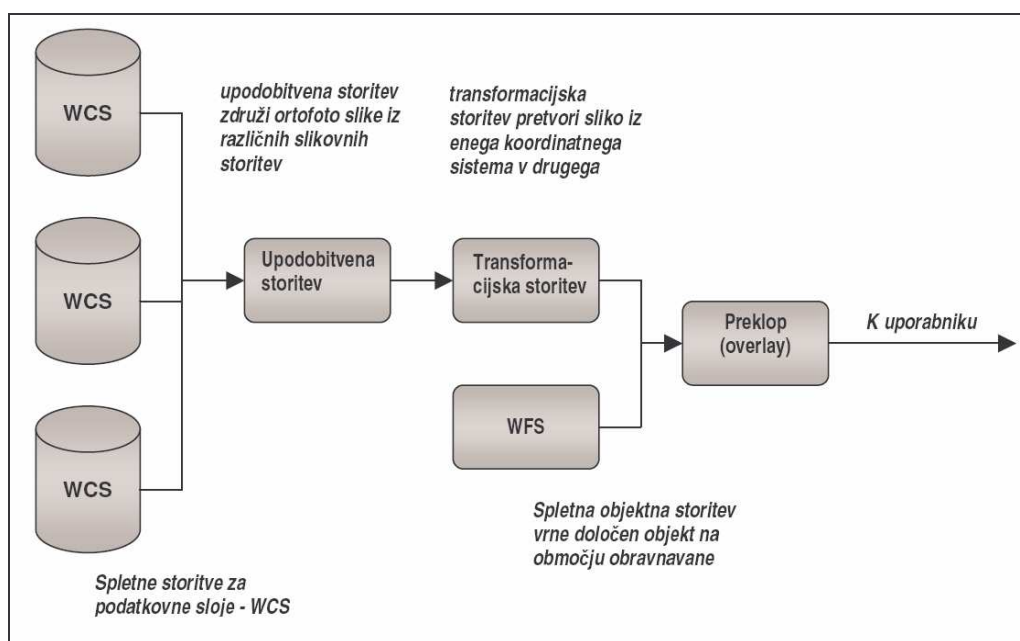 WCS
upodobitvena storitev
združi ortofoto slike iz
različnih slikovnih
storitev
transformacijska
storitev pretvori sliko iz
enega koordinatnega
sistema v drugega
WCS
Upodobitvena
storitev
Transforma-
cijska storitev
Preklop
(overlay)
K uporabniku
WFS
WCS
Spletna objektna storitev
vrne določen objekt na
območju obravnavane
Spletne storitve za
podatkovne sloje - WCS